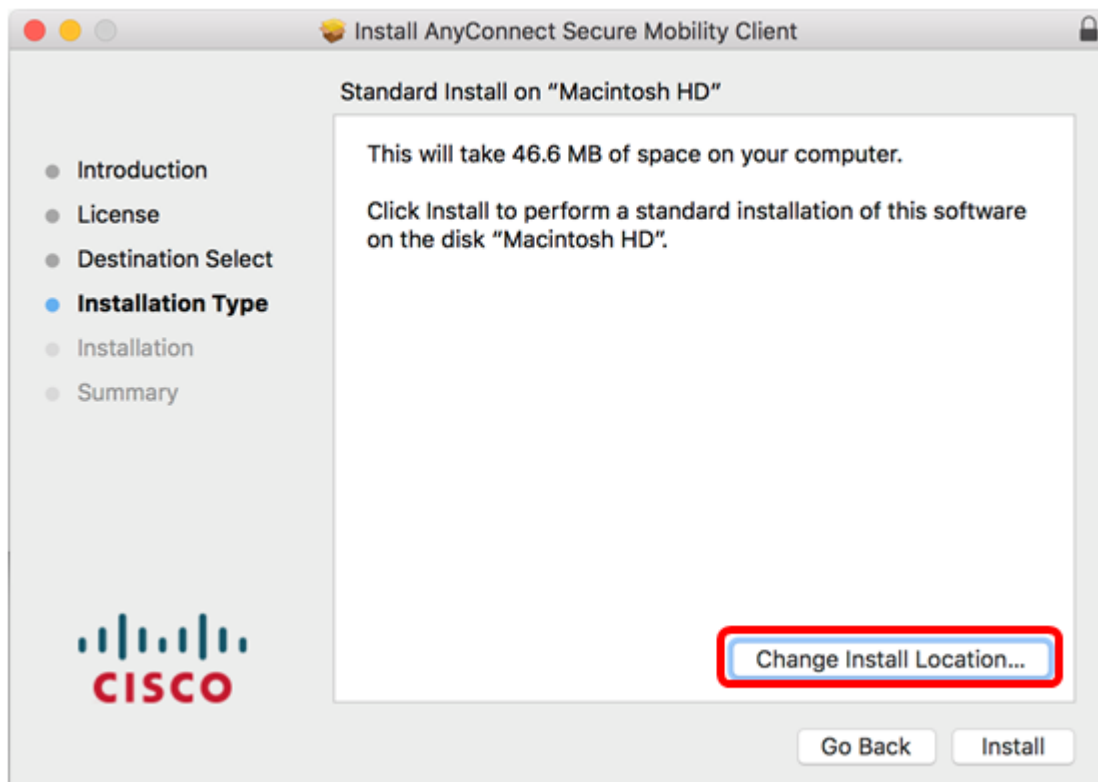 Install AnyConnect Secure Mobility Client
Standard Install on “Macintosh HD”
Introduction
License
Destination Select
Installation Type
Installation
Summary
This will take 46.6 MB of space on your computer.
Click Install to perform a standard installation of this software
on the disk “Macintosh HD”.
CISCO
Change Install Location...
Go Back
Install